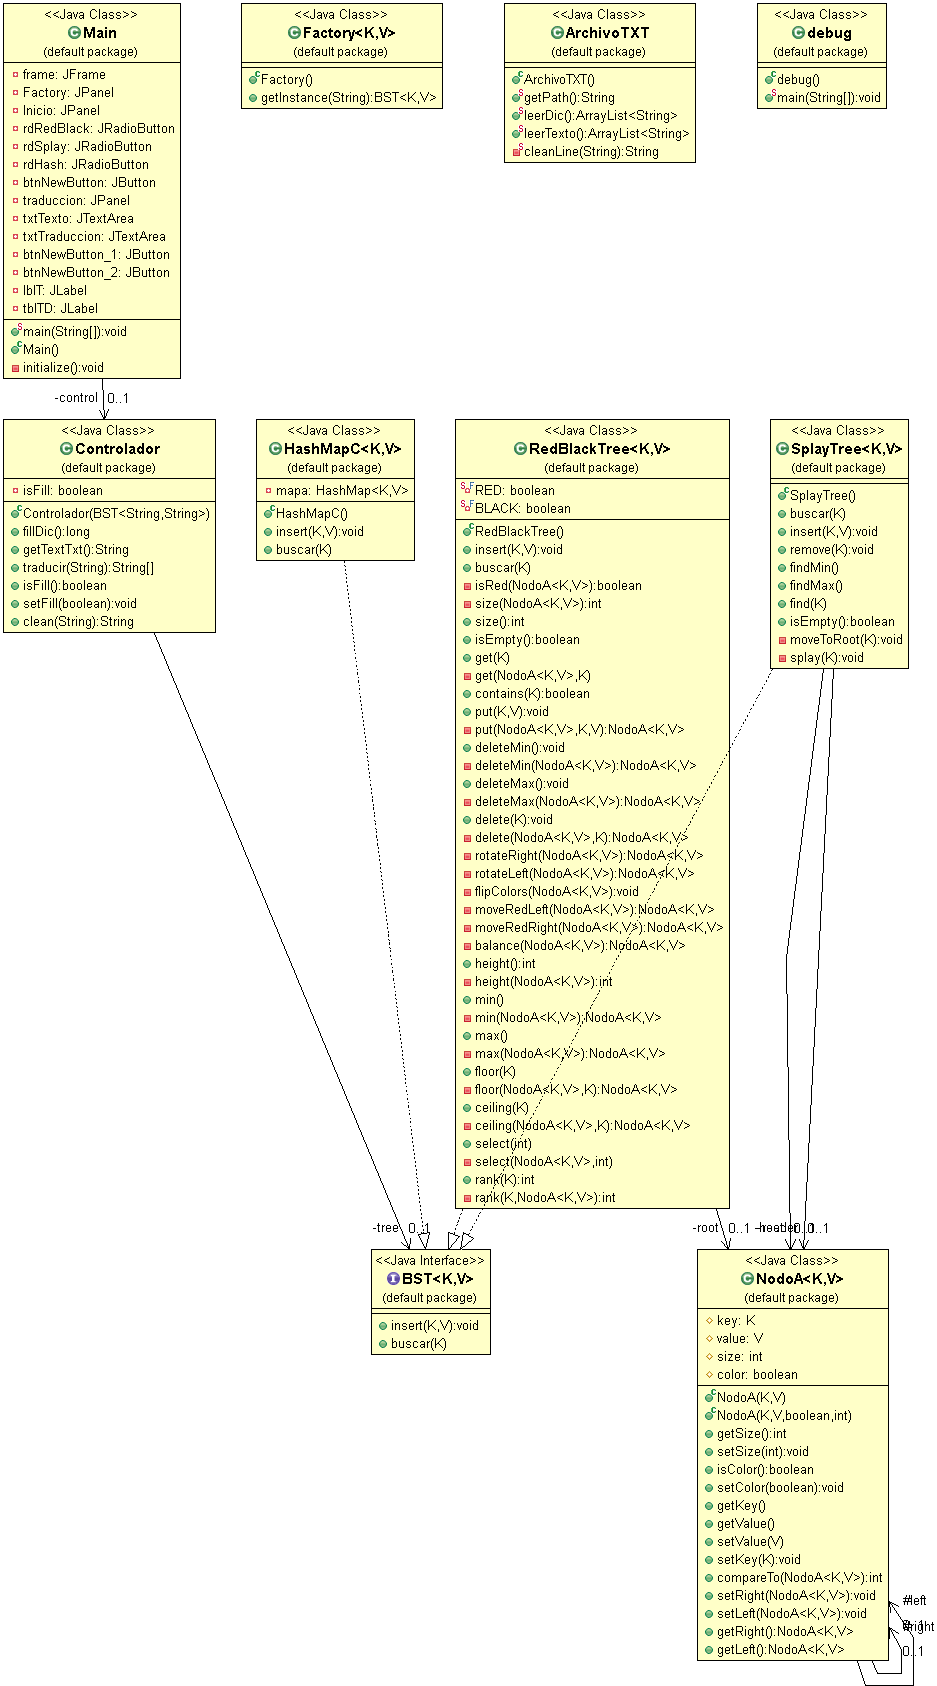 <<Java Class>>
Main
(default package)
frame: JFrame
Factory: JPanel
Inicio: JPanel
rdRedBlack: JRadioButton
rdSplay: JRadioButton
rdHash: JRadioButton
btnNewButton: JButton
traduccion: JPanel
txtTexto: JTextArea
txtTraduccion: JTextArea
btnNewButton_1: JButton
btnNewButton_2: JButton
lblT: JLabel
tblTD: JLabel
main(String[]):void
Main()
initialize():void
<<Java Class>>
Factory<K,V>
(default package)
Factory()
getInstance(String):BST<K,V>
<<Java Class>>
ArchivoTXT
(default package)
ArchivoTXT()
getPath():String
leerDic():ArrayList<String>
leerTexto():ArrayList<String>
cleanLine(String):String
<<Java Class>>
debug
(default package)
debug()
main(String[]):void
-control 0..1
<<Java Class>>
Controlador
(default package)
isFill: boolean
Controlador(BST<String,String>)
fillDic():long
getTextTxt():String
traducir(String):String[]
isFill():boolean
setFill(boolean):void
clean(String):String
<<Java Class>>
HashMapC<K,V>
(default package)
mapa: HashMap<K,V>
HashMapC()
insert(K,V):void
buscar(K)
<<Java Class>>
RedBlackTree<K,V>
(default package)
RED: boolean
BLACK: boolean
RedBlackTree()
insert(K,V):void
buscar(K)
isRed(NodoA<K,V>):boolean
size(NodoA<K,V>):int
size():int
isEmpty():boolean
get(K)
get(NodoA<K,V>,K)
contains(K):boolean
put(K,V):void
put(NodoA<K,V>,K,V):NodoA<K,V>
deleteMin():void
deleteMin(NodoA<K,V>):NodoA<K,V>
deleteMax():void
deleteMax(NodoA<K,V>):NodoA<K,V>
delete(K):void
delete(NodoA<K,V>,K):NodoA<K,V>
rotateRight(NodoA<K,V>):NodoA<K,V>
rotateLeft(NodoA<K,V>):NodoA<K,V>
flipColors(NodoA<K,V>):void
moveRedLeft(NodoA<K,V>):NodoA<K,V>
moveRedRight(NodoA<K,V>):NodoA<K,V>
balance(NodoA<K,V>):NodoA<K,V>
height():int
height(NodoA<K,V>):int
min()
min(NodoA<K,V>):NodoA<K,V>
max()
max(NodoA<K,V>):NodoA<K,V>
floor(K)
floor(NodoA<K,V>,K):NodoA<K,V>
ceiling(K)
ceiling(NodoA<K,V>,K):NodoA<K,V>
select(int)
select(NodoA<K,V>,int)
rank(K):int
rank(K,NodoA<K,V>):int
<<Java Class>>
SplayTree<K,V>
(default package)
SplayTree()
buscar(K)
insert(K,V):void
remove(K):void
findMin()
findMax()
find(K)
isEmpty():boolean
moveToRoot(K):void
splay(K):void
-tree 0..1
-root 0..1
0..1
<<Java Interface>>
BST<K,V>
(default package)
insert(K,V):void
buscar(K)
<<Java Class>>
NodoA<K,V>
(default package)
key: K
value: V
size: int
color: boolean
NodoA(K,V)
NodoA(K,V,boolean,int)
getSize():int
setSize(int):void
isColor():boolean
setColor(boolean):void
getKey()
getValue()
setValue(V)
setKey(K):void
compareTo(NodoA<K,V>):int
setRight(NodoA<K,V>):void
setLeft(NodoA<K,V>):void
getRight():NodoA<K,V>
getLeft():NodoA<K,V>
#left
#right
0..1